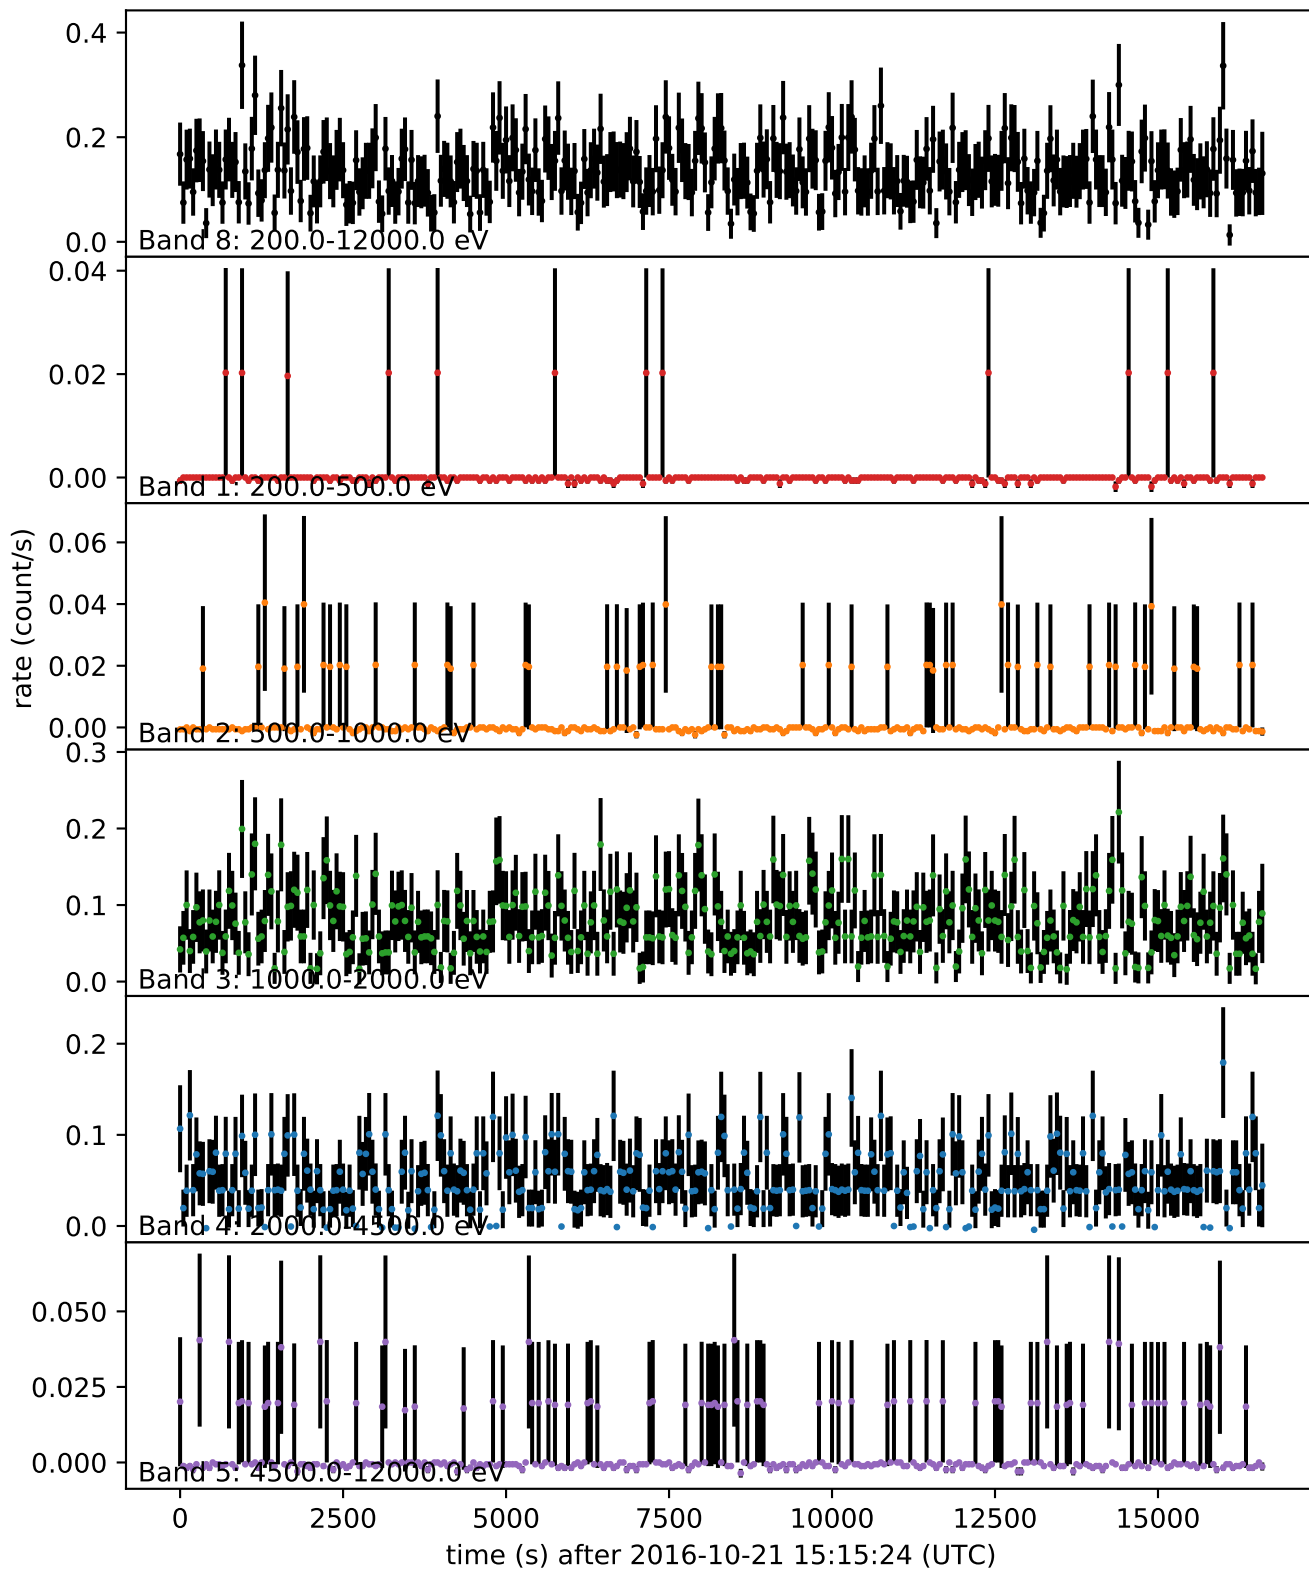 0.4
0.2
0.0
Band 8: 200.0-12000.0 eV
0.04
0.02
0.00
Band 1: 200.0-500.0 eV
0.06
0.04
0.02
0.00
Band 2: 500.0-1000.0 eV
rate (count/s)
0.3
0.2
0.1
0.0
Band 3: 1000.0-2000.0 eV
0.2
0.1
0.0
Band 4: 2000.0-4500.0 eV
0.050
0.025
0.000
Band 5: 4500.0-12000.0 eV
0 2500 5000 7500 10000 12500 15000
time (s) after 2016-10-21 15:15:24 (UTC)